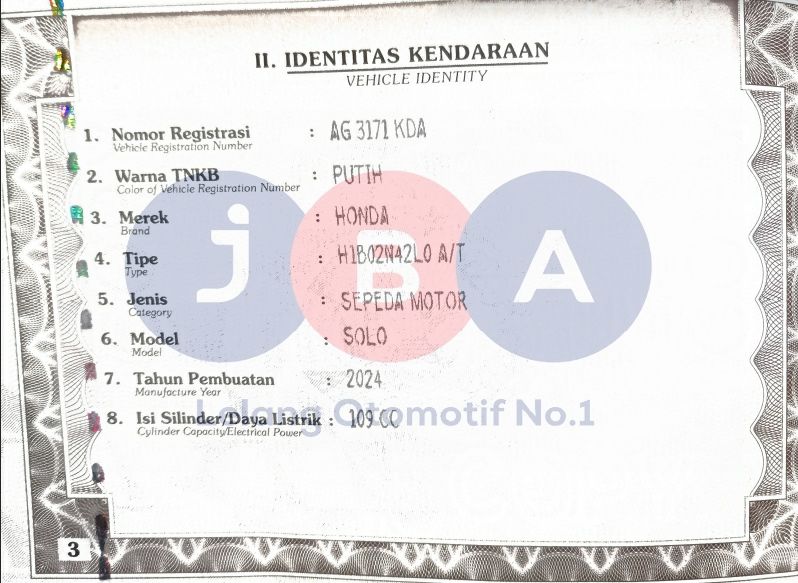 II. IDENTITAS KENDARAAN
VEHICLE IDENTITY
1. Nomor Registrasi : AG 3171 KDA
Vehicle Registration Number
2. Warna TNKB : PUTIH
Color of Vehicle Registration Number
3. Merek : HONDA
Brand
4. Tipe : H1B02N42L0 A/T
Type
5. Jenis : SEPEDA MOTOR
Category
6. Model : SOLO
Model
7. Tahun Pembuatan : 2024
Manufacture Year
8. Isi Silinder/Daya Listrik : 109 CC
Cylinder Capacity/Electrical Power
jBA
Lelang Otomotif No.1
3